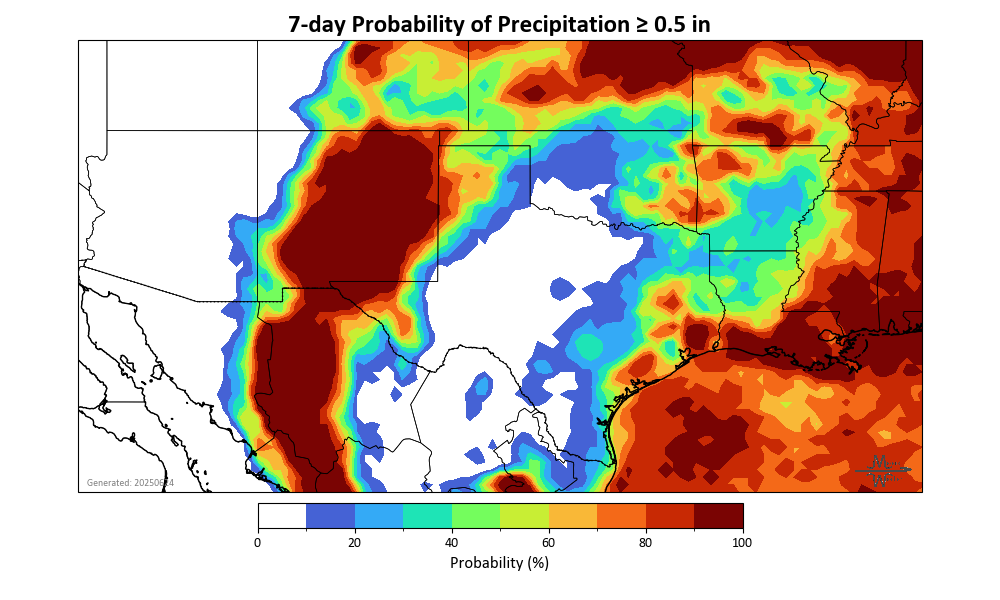 7-day Probability of Precipitation ≥ 0.5 in
M
W
Generated: 20250624
0 20 40 60 80 100
Probability (%)